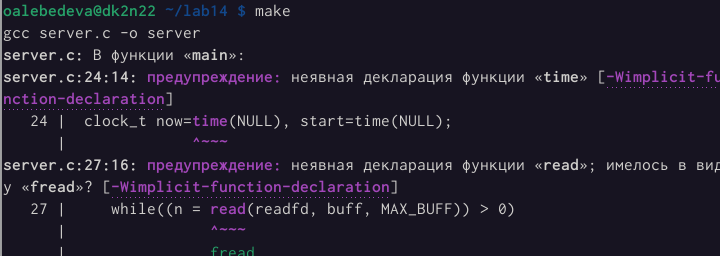 oalebedeva@dk2n22 ~/lab14 $ make
gcc server.c -o server
server.c: В функции «main»:
server.c:24:14: предупреждение: неявная декларация функции «time» [-Wimplicit-fu
nction-declaration]
24 | clock_t now=time(NULL), start=time(NULL);
| ^~~~
server.c:27:16: предупреждение: неявная декларация функции «read»; имелось в вид
у «fread»? [-Wimplicit-function-declaration]
27 | while((n = read(readfd, buff, MAX_BUFF)) > 0)
| ^~~~
| fread